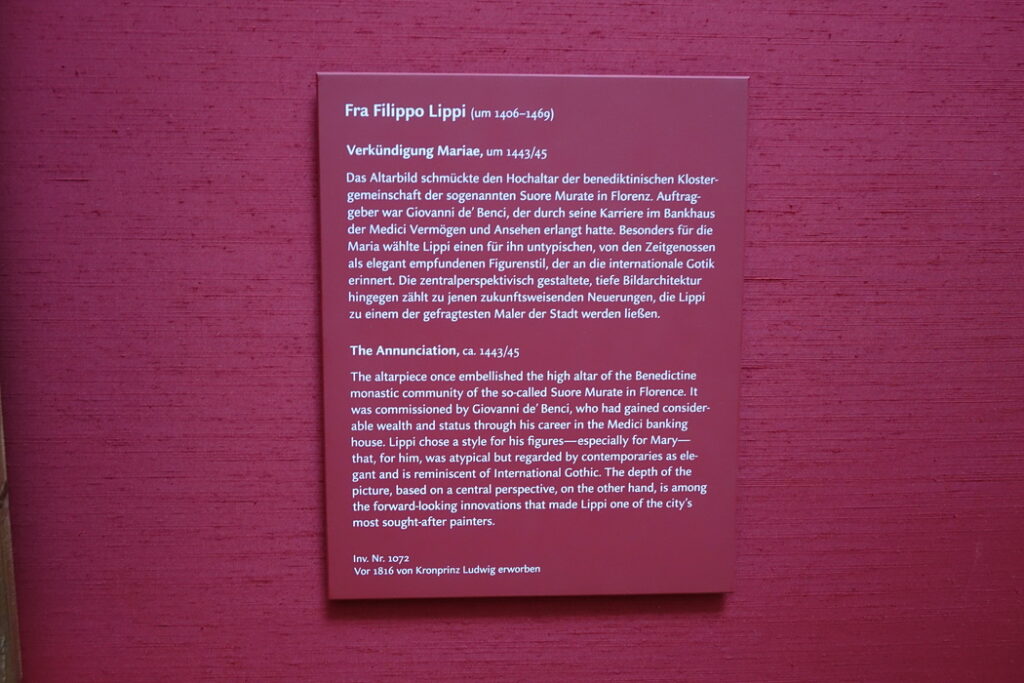 Fra Filippo Lippi (um 1406–1469)
Verkündigung Mariae, um 1443/45
Das Altarbild schmückte den Hochaltar der benediktinischen Kloster-
gemeinschaft der sogenannten Suore Murate in Florenz. Auftrag-
geber war Giovanni de’ Benci, der durch seine Karriere im Bankhaus
der Medici Vermögen und Ansehen erlangt hatte. Besonders für die
Maria wählte Lippi einen für ihn untypischen, von den Zeitgenossen
als elegant empfundenen Figurenstil, der an die internationale Gotik
erinnert. Die zentralperspektivisch gestaltete, tiefe Bildarchitektur
hingegen zählt zu jenen zukunftsweisenden Neuerungen, die Lippi
zu einem der gefragtesten Maler der Stadt werden ließen.
The Annunciation, ca. 1443/45
The altarpiece once embellished the high altar of the Benedictine
monastic community of the so-called Suore Murate in Florence. It
was commissioned by Giovanni de’ Benci, who had gained consider-
able wealth and status through his career in the Medici banking
house. Lippi chose a style for his figures—especially for Mary—
that, for him, was atypical but regarded by contemporaries as ele-
gant and is reminiscent of International Gothic. The depth of the
picture, based on a central perspective, on the other hand, is among
the forward-looking innovations that made Lippi one of the city’s
most sought-after painters.
Inv. Nr. 1072
Vor 1816 von Kronprinz Ludwig erworben